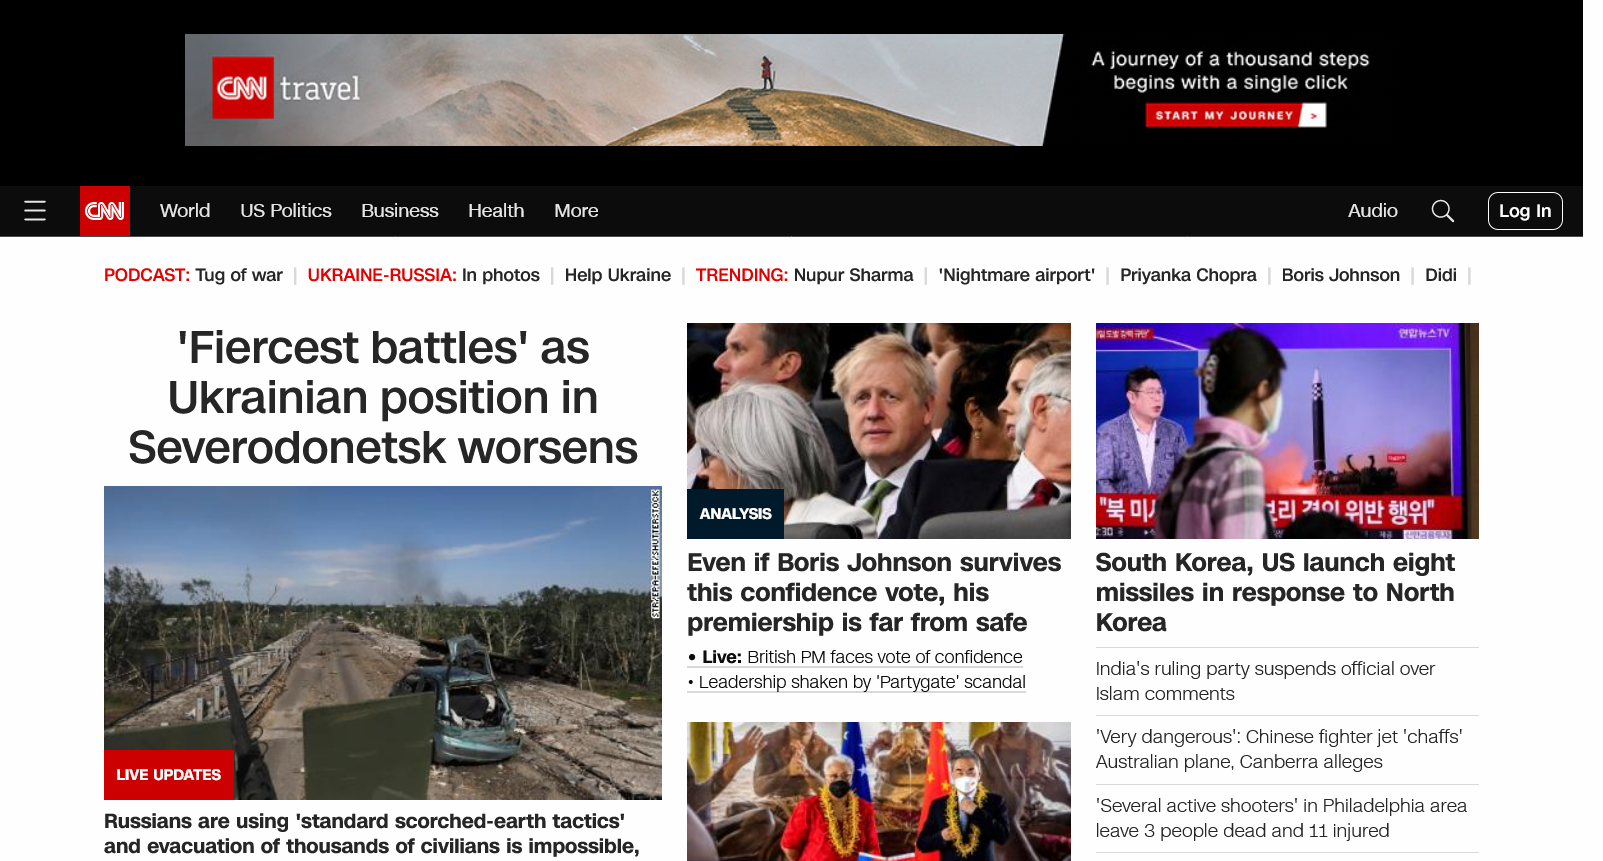 CNN travel
A journey of a thousand steps
begins with a single click
START MY JOURNEY >
CNN World US Politics Business Health More Audio Log In
PODCAST: Tug of war | UKRAINE-RUSSIA: In photos | Help Ukraine | TRENDING: Nupur Sharma | 'Nightmare airport' | Priyanka Chopra | Boris Johnson | Didi |
'Fiercest battles' as
Ukrainian position in
Severodonetsk worsens
STR/EPA-EFE/SHUTTERSTOCK
LIVE UPDATES
Russians are using 'standard scorched-earth tactics'
and evacuation of thousands of civilians is impossible,
ANALYSIS
Even if Boris Johnson survives
this confidence vote, his
premiership is far from safe
• Live: British PM faces vote of confidence
• Leadership shaken by 'Partygate' scandal
연합뉴스TV
위반 행위"
South Korea, US launch eight
missiles in response to North
Korea
India's ruling party suspends official over
Islam comments
'Very dangerous': Chinese fighter jet 'chaffs'
Australian plane, Canberra alleges
'Several active shooters' in Philadelphia area
leave 3 people dead and 11 injured